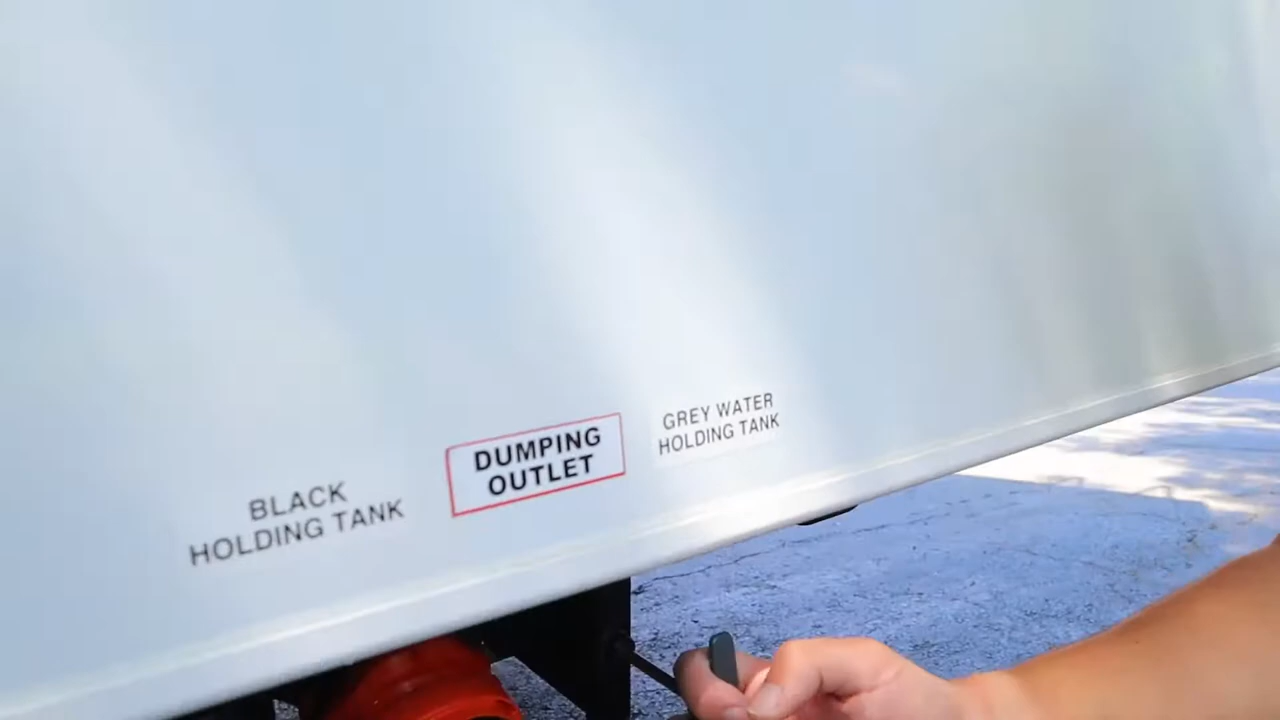 BLACK
HOLDING TANK
DUMPING
OUTLET
GREY WATER
HOLDING TANK